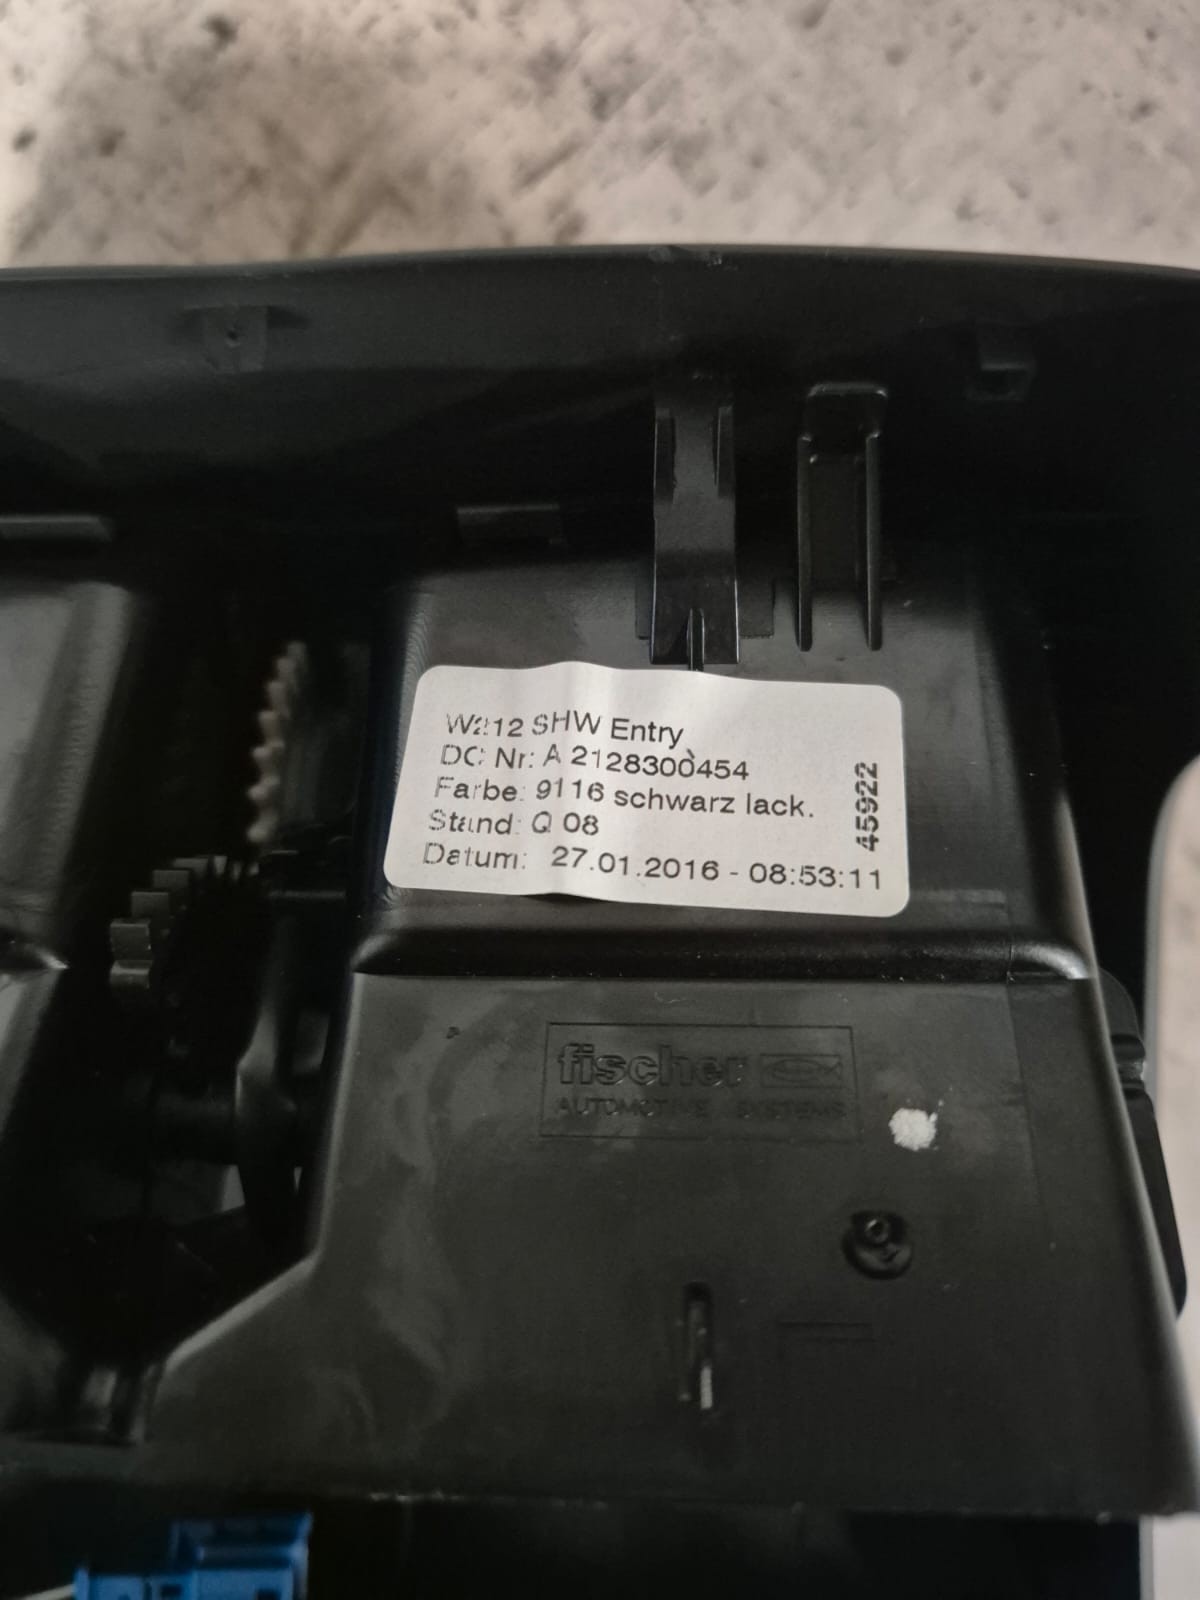 W212 SHW Entry
DC Nr: A 2128300454
Farbe: 9116 schwarz lack.
Stand: Q 08
Datum: 27.01.2016 - 08:53:11
45922
fischer
AUTOMOTIVE SYSTEMS